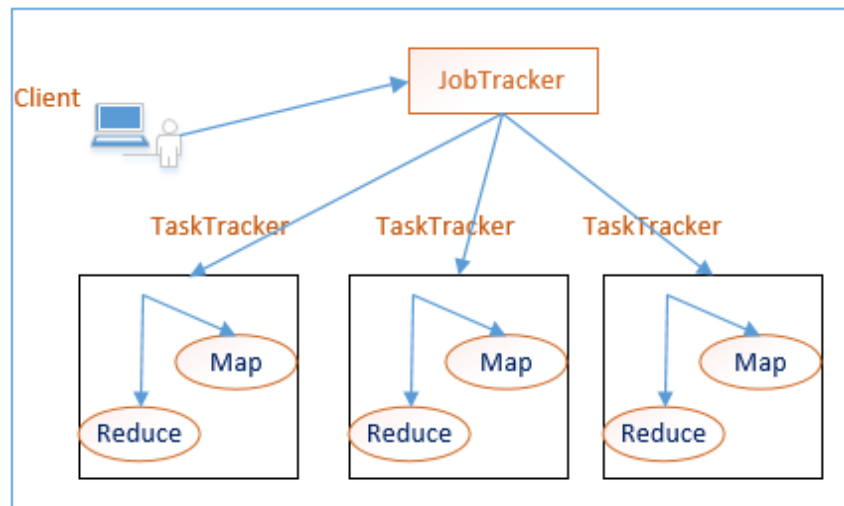 JobTracker
Client
TaskTracker
TaskTracker
TaskTracker
Map
Reduce
Map
Reduce
Map
Reduce